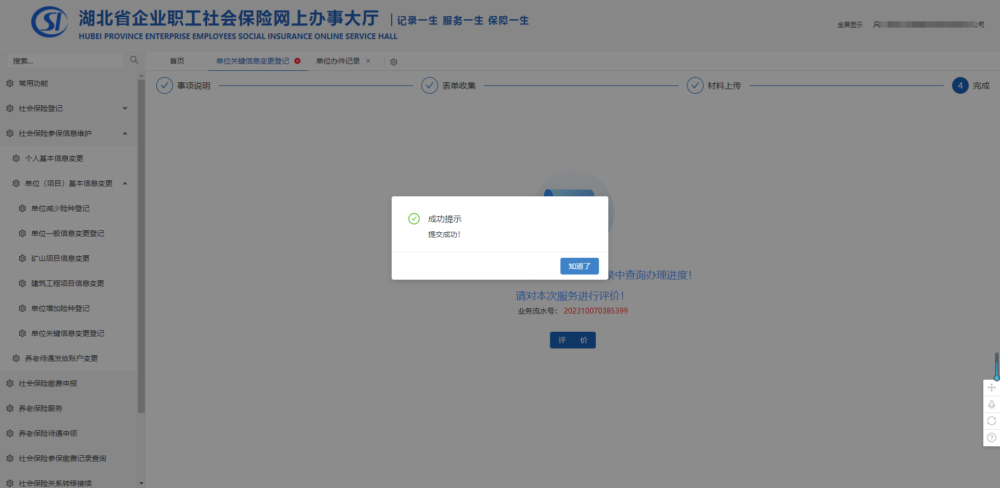 SI
湖北省企业职工社会保险网上办事大厅
记录一生 服务一生 保障一生
HUBEI PROVINCE ENTERPRISE EMPLOYEES SOCIAL INSURANCE ONLINE SERVICE HALL
全屏显示
公司
搜索...
首页
单位关键信息变更登记
单位办件记录
事项说明
表单收集
材料上传
4 完成
常用功能
社会保险登记
社会保险参保信息维护
个人基本信息变更
单位（项目）基本信息变更
单位减少险种登记
单位一般信息变更登记
矿山项目信息变更
建筑工程项目信息变更
单位增加险种登记
单位关键信息变更登记
养老待遇发放账户变更
社会保险缴费申报
养老保险服务
养老保险待遇申领
社会保险参保缴费记录查询
社会保险关系转移接续
成功提示
提交成功！
知道了
录中查询办理进度！
请对本次服务进行评价！
业务流水号： 202310070385399
评 价